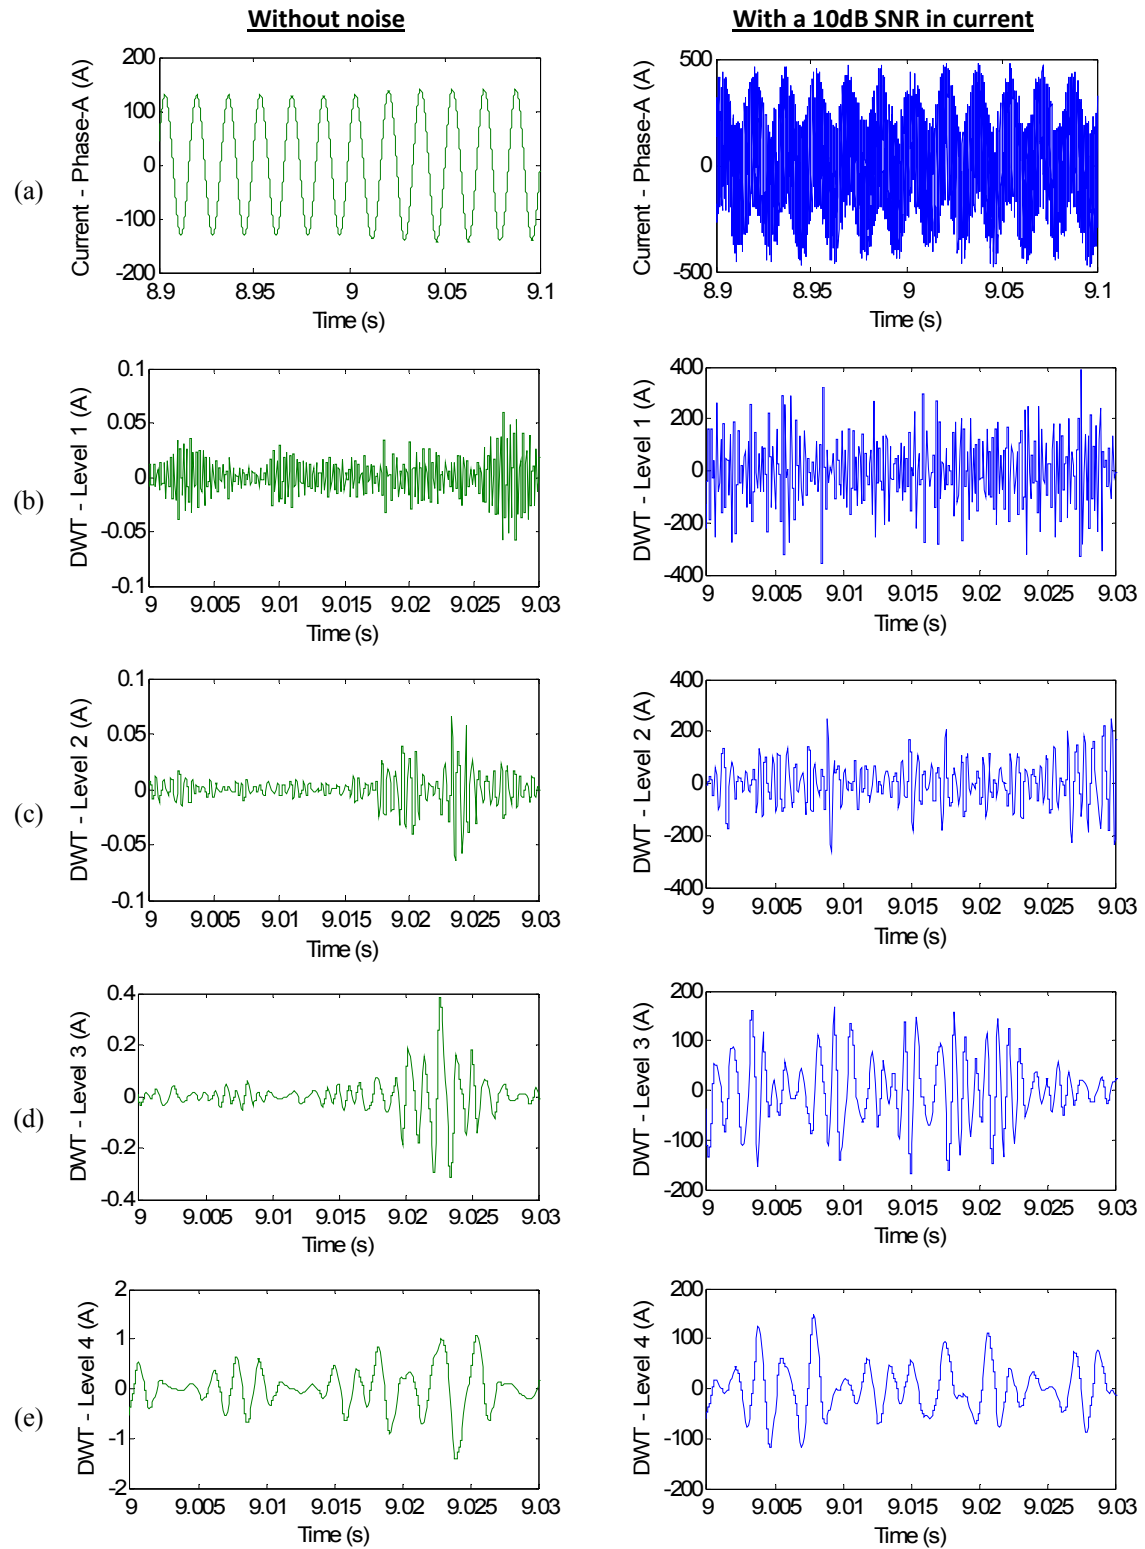 Without noise
With a 10dB SNR in current
(a)
Current - Phase-A (A)
200
100
0
-100
-200
8.9 8.95 9 9.05 9.1
Time (s)
Current - Phase-A (A)
500
0
-500
8.9 8.95 9 9.05 9.1
Time (s)
(b)
DWT - Level 1 (A)
0.1
0.05
0
-0.05
-0.1
9 9.005 9.01 9.015 9.02 9.025 9.03
Time (s)
DWT - Level 1 (A)
400
200
0
-200
-400
9 9.005 9.01 9.015 9.02 9.025 9.03
Time (s)
(c)
DWT - Level 2 (A)
0.1
0.05
0
-0.05
-0.1
9 9.005 9.01 9.015 9.02 9.025 9.03
Time (s)
DWT - Level 2 (A)
400
200
0
-200
-400
9 9.005 9.01 9.015 9.02 9.025 9.03
Time (s)
(d)
DWT - Level 3 (A)
0.4
0.2
0
-0.2
-0.4
9 9.005 9.01 9.015 9.02 9.025 9.03
Time (s)
DWT - Level 3 (A)
200
100
0
-100
-200
9 9.005 9.01 9.015 9.02 9.025 9.03
Time (s)
(e)
DWT - Level 4 (A)
2
1
0
-1
-2
9 9.005 9.01 9.015 9.02 9.025 9.03
Time (s)
DWT - Level 4 (A)
200
100
0
-100
-200
9 9.005 9.01 9.015 9.02 9.025 9.03
Time (s)